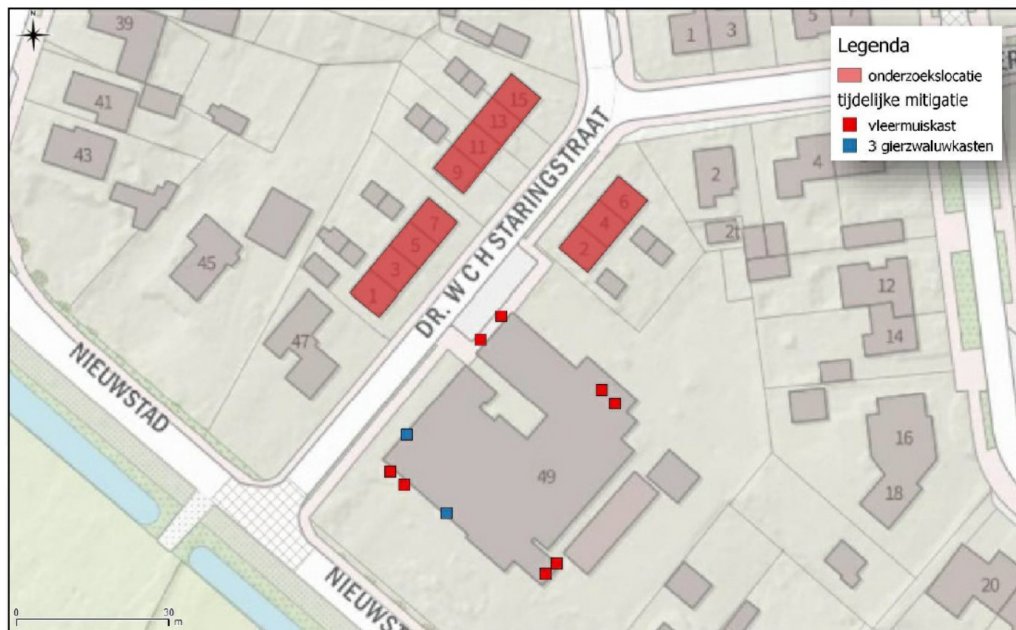 N
Legenda
onderzoekslocatie
tijdelijke mitigatie
vleermuiskast
3 gierzwaluwkasten
39
41
43
45
47
1
3
5
7
9
11
13
15
2
4
6
1
3
5
2
4
2
12
14
16
18
20
49
DR. W C H STARINGSTRAAT
NIEUWSTAD
NIEUWST
0 30
m